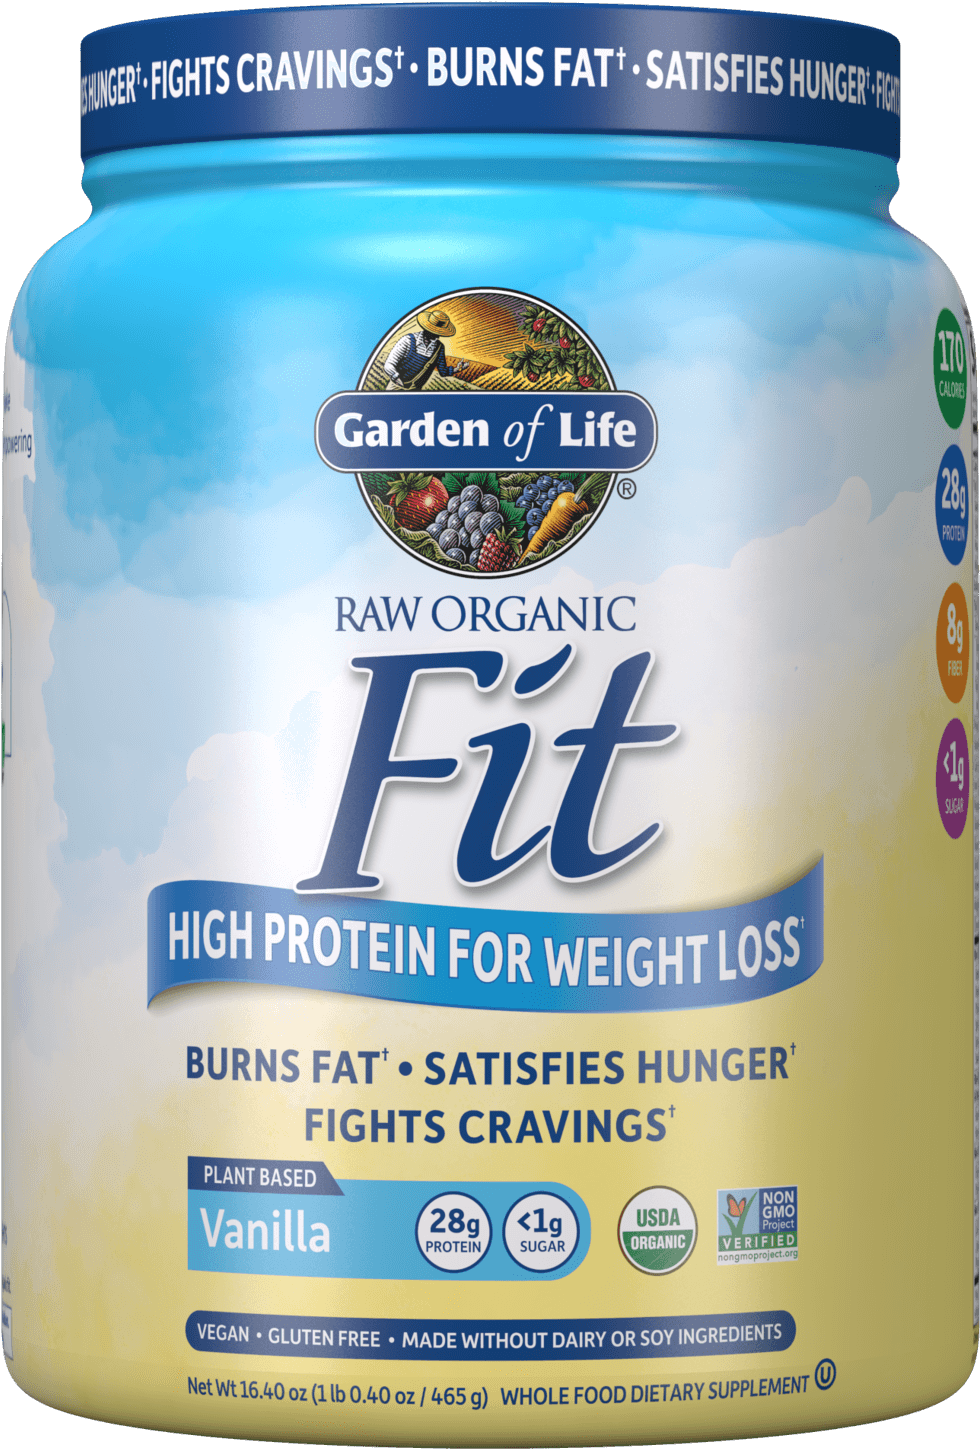 HUNGER† • FIGHTS CRAVINGS† • BURNS FAT† • SATISFIES HUNGER† •
Garden of Life
®
170
CALORIES
28g
PROTEIN
8g
FIBER
<1g
SUGAR
RAW ORGANIC
Fit
HIGH PROTEIN FOR WEIGHT LOSS†
BURNS FAT† • SATISFIES HUNGER†
FIGHTS CRAVINGS†
PLANT BASED
Vanilla
28g
PROTEIN
<1g
SUGAR
USDA
ORGANIC
NON
GMO
Project
VERIFIED
nongmoproject.org
VEGAN • GLUTEN FREE • MADE WITHOUT DAIRY OR SOY INGREDIENTS
Net Wt 16.40 oz (1 lb 0.40 oz / 465 g) WHOLE FOOD DIETARY SUPPLEMENT U